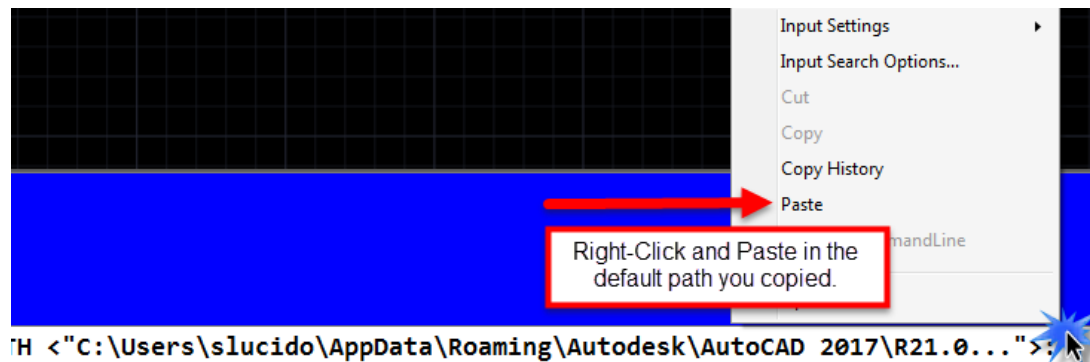 Input Settings
Input Search Options...
Cut
Copy
Copy History
Paste
mandLine
Right-Click and Paste in the
default path you copied.
TH <"C:\Users\slucido\AppData\Roaming\Autodesk\AutoCAD 2017\R21.0...">: